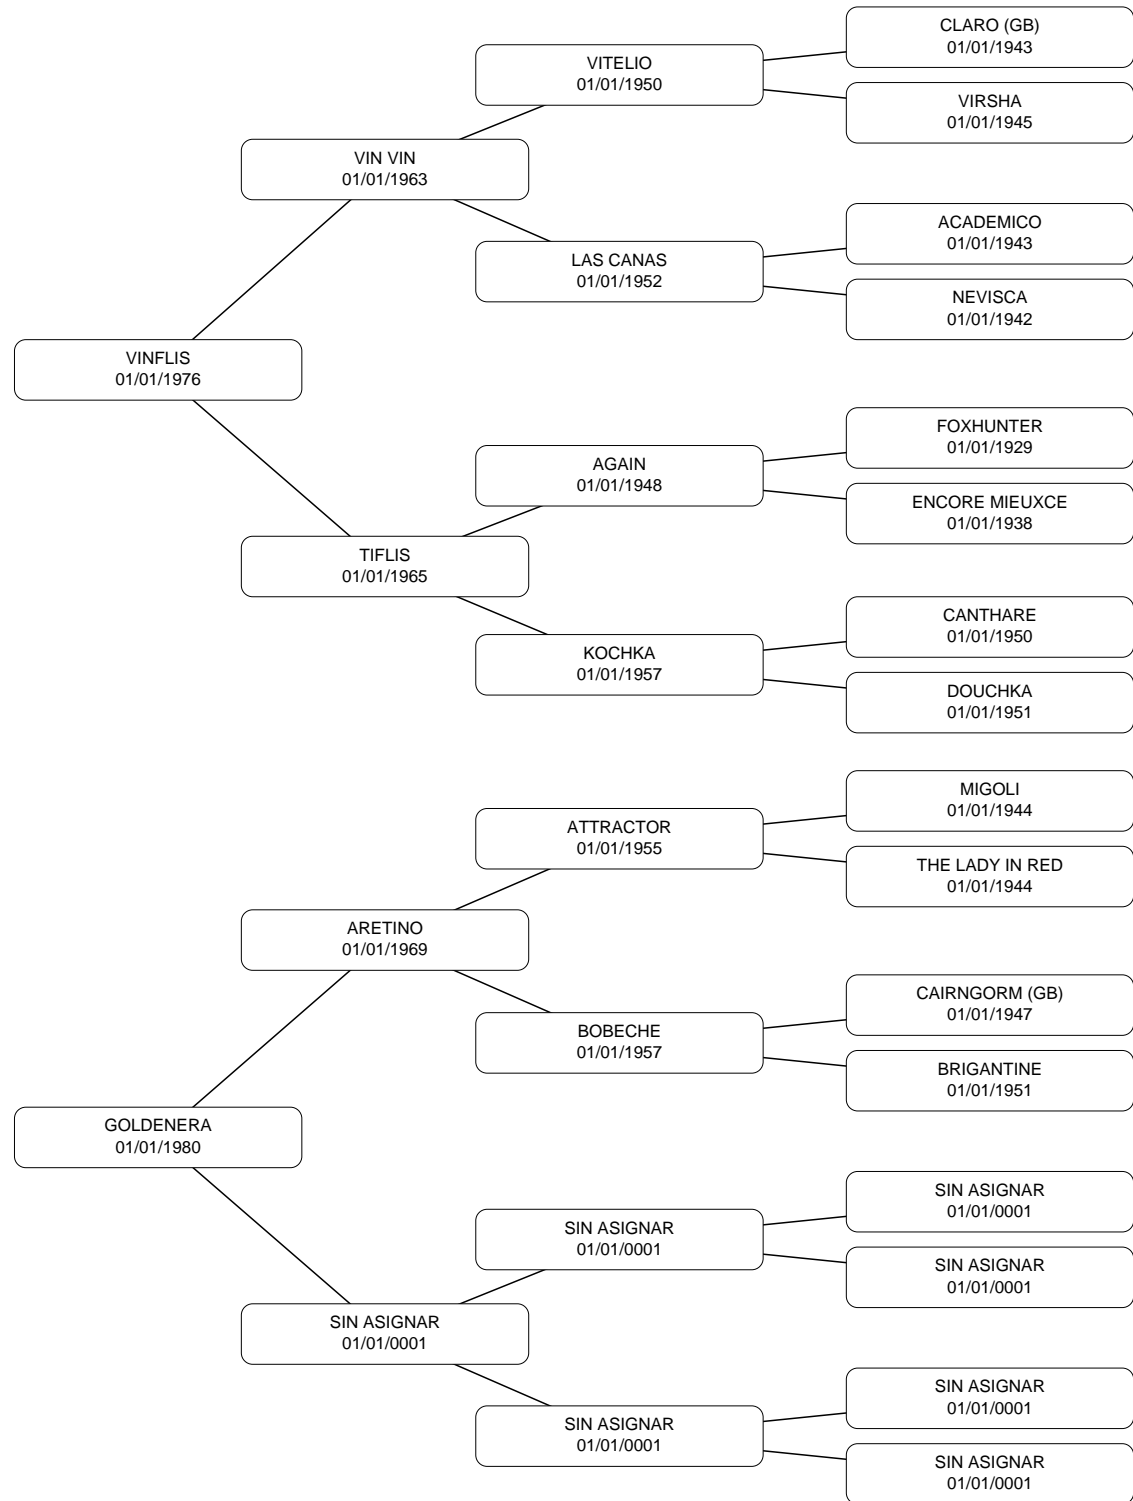 CLARO (GB)
01/01/1943
VITELIO
01/01/1950
VIRSHA
01/01/1945
VIN VIN
01/01/1963
ACADEMICO
01/01/1943
LAS CANAS
01/01/1952
NEVISCA
01/01/1942
VINFLIS
01/01/1976
FOXHUNTER
01/01/1929
AGAIN
01/01/1948
ENCORE MIEUXCE
01/01/1938
TIFLIS
01/01/1965
CANTHARE
01/01/1950
KOCHKA
01/01/1957
DOUCHKA
01/01/1951
MIGOLI
01/01/1944
ATTRACTOR
01/01/1955
THE LADY IN RED
01/01/1944
ARETINO
01/01/1969
CAIRNGORM (GB)
01/01/1947
BOBECHE
01/01/1957
BRIGANTINE
01/01/1951
GOLDENERA
01/01/1980
SIN ASIGNAR
01/01/0001
SIN ASIGNAR
01/01/0001
SIN ASIGNAR
01/01/0001
SIN ASIGNAR
01/01/0001
SIN ASIGNAR
01/01/0001
SIN ASIGNAR
01/01/0001
SIN ASIGNAR
01/01/0001